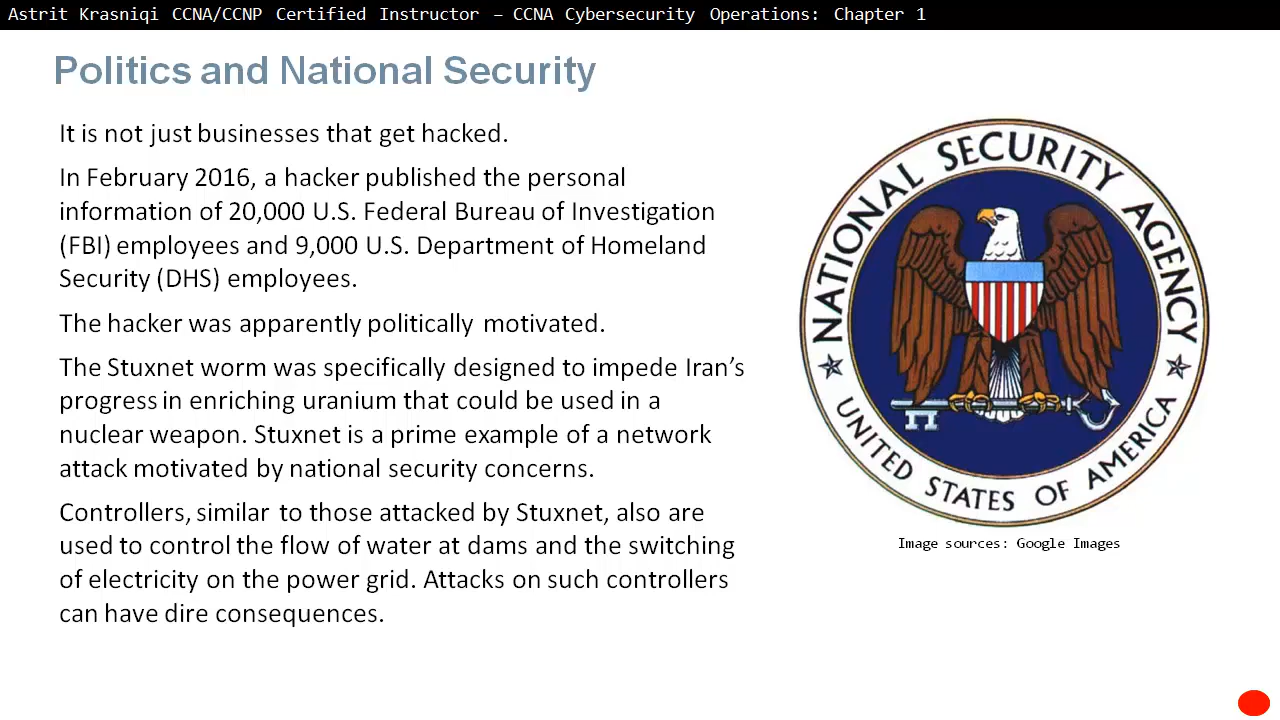 Astrit Krasniqi CCNA/CCNP Certified Instructor – CCNA Cybersecurity Operations: Chapter 1
Politics and National Security
It is not just businesses that get hacked.
In February 2016, a hacker published the personal
information of 20,000 U.S. Federal Bureau of Investigation
(FBI) employees and 9,000 U.S. Department of Homeland
Security (DHS) employees.
The hacker was apparently politically motivated.
The Stuxnet worm was specifically designed to impede Iran’s
progress in enriching uranium that could be used in a
nuclear weapon. Stuxnet is a prime example of a network
attack motivated by national security concerns.
Controllers, similar to those attacked by Stuxnet, also are
used to control the flow of water at dams and the switching
of electricity on the power grid. Attacks on such controllers
can have dire consequences.
NATIONAL SECURITY AGENCY
UNITED STATES OF AMERICA
Image sources: Google Images